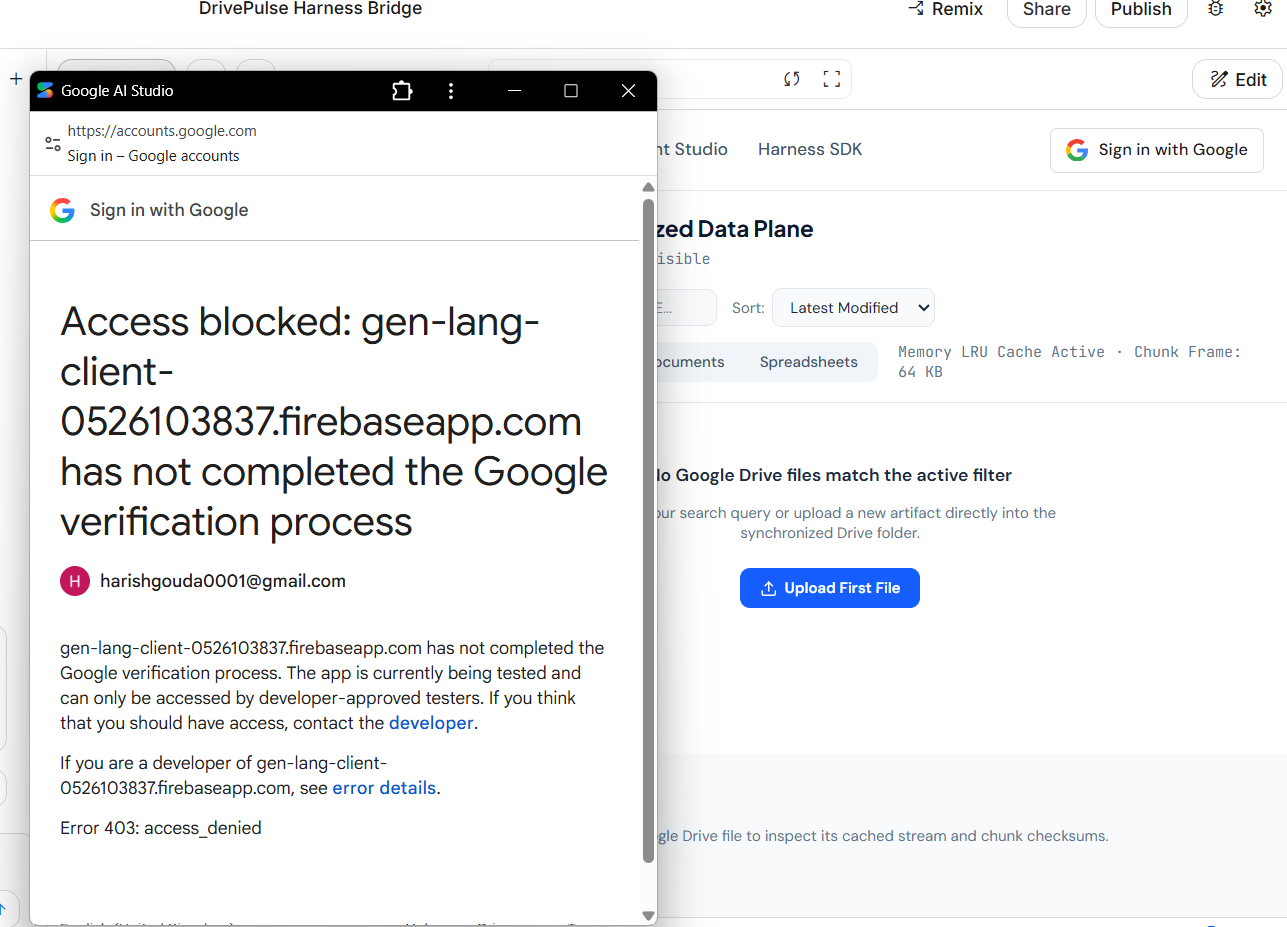 DrivePulse Harness Bridge
Remix
Share
Publish
Edit
Google AI Studio
https://accounts.google.com
Sign in – Google accounts
Sign in with Google
Access blocked: gen-lang-
client-
0526103837.firebaseapp.com
has not completed the Google
verification process
H
harishgouda0001@gmail.com
gen-lang-client-0526103837.firebaseapp.com has not completed the
Google verification process. The app is currently being tested and
can only be accessed by developer-approved testers. If you think
that you should have access, contact the developer.
If you are a developer of gen-lang-client-
0526103837.firebaseapp.com, see error details.
Error 403: access_denied
Studio
Harness SDK
Sign in with Google
Data Plane
Sort:
Latest Modified
Spreadsheets
Memory LRU Cache Active · Chunk Frame:
64 KB
Google Drive files match the active filter
search query or upload a new artifact directly into the
synchronized Drive folder.
Upload First File
Drive file to inspect its cached stream and chunk checksums.